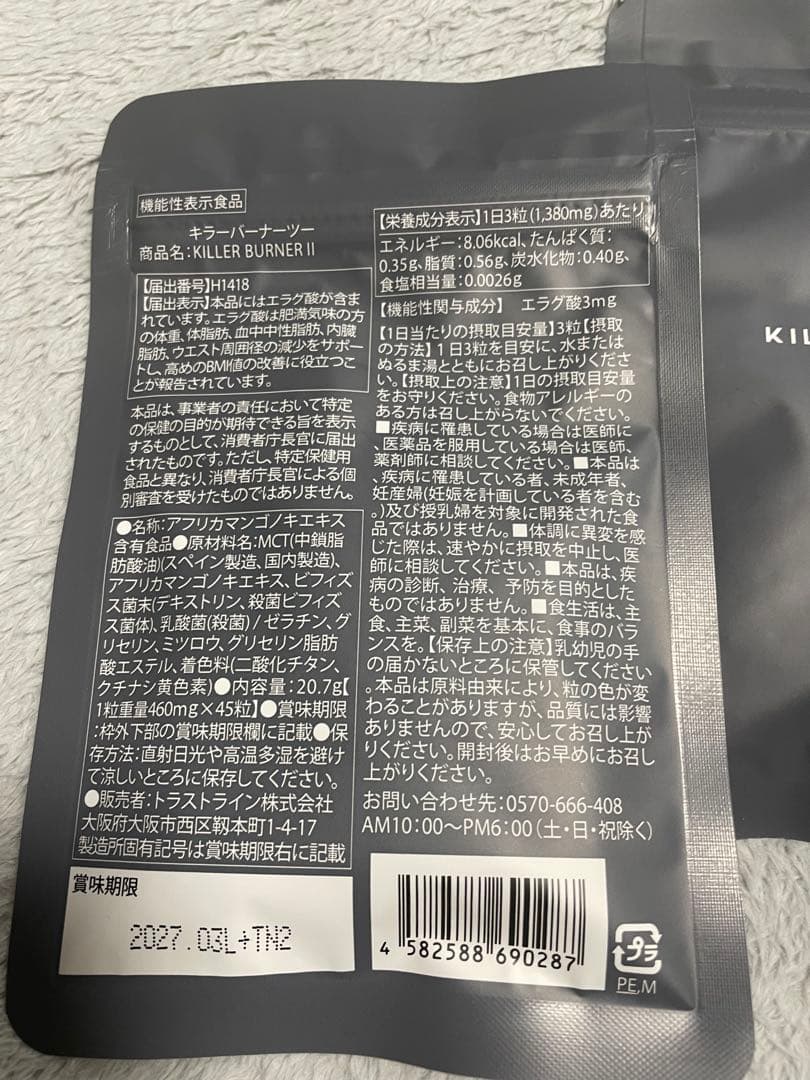 機能性表示食品
キラーバーナーツー
商品名:KILLER BURNER II
【届出番号】H1418
【届出表示】本品にはエラグ酸が含ま
れています。エラグ酸は肥満気味の方
の体重、体脂肪、血中中性脂肪、内臓
脂肪、ウエスト周囲径の減少をサポー
トし、高めのBMI値の改善に役立つこ
とが報告されています。
本品は、事業者の責任において特定
の保健の目的が期待できる旨を表示
するものとして、消費者庁長官に届出
されたものです。ただし、特定保健用
食品と異なり、消費者庁長官による個
別審査を受けたものではありません。
●名称:アフリカマンゴノキエキス
含有食品●原材料名:MCT(中鎖脂
肪酸油)(スペイン製造、国内製造)、
アフリカマンゴノキエキス、ビフィズ
ス菌末(デキストリン、殺菌ビフィズ
ス菌体)、乳酸菌(殺菌) / ゼラチン、グ
リセリン、ミツロウ、グリセリン脂肪
酸エステル、着色料(二酸化チタン、
クチナシ黄色素)●内容量:20.7g【
1粒重量460mg×45粒】●賞味期限
:枠外下部の賞味期限欄に記載●保
存方法:直射日光や高温多湿を避け
て涼しいところに保存してください。
●販売者:トラストライン株式会社
大阪府大阪市西区靱本町1-4-17
製造所固有記号は賞味期限右に記載
賞味期限
2027.03L+TN2
【栄養成分表示】1日3粒(1,380mg)あたり
エネルギー:8.06kcal、たんぱく質:
0.35g、脂質:0.56g、炭水化物:0.40g、
食塩相当量:0.0026g
【機能性関与成分】 エラグ酸3mg
【1日当たりの摂取目安量】3粒【摂取
の方法】1日3粒を目安に、水または
ぬるま湯とともにお召し上がりくださ
い。【摂取上の注意】1日の摂取目安量
をお守りください。食物アレルギーの
ある方は召し上がらないでください。
■疾病に罹患している場合は医師に
、医薬品を服用している場合は医師、
薬剤師に相談してください。■本品は
、疾病に罹患している者、未成年者、
妊産婦(妊娠を計画している者を含む
。)及び授乳婦を対象に開発された食
品ではありません。■体調に異変を感
じた際は、速やかに摂取を中止し、医
師に相談してください。■本品は、疾
病の診断、治療、予防を目的とした
ものではありません。■食生活は、主
食、主菜、副菜を基本に、食事のバラ
ンスを。【保存上の注意】乳幼児の手
の届かないところに保管してください
。本品は原料由来により、粒の色が変
わることがありますが、品質には影響
ありませんので、安心してお召し上が
りください。開封後はお早めにお召し
上がりください。
お問い合わせ先:0570-666-408
AM10:00～PM6:00(土・日・祝除く)
4 582588 690287
プラ
PE,M
KIL